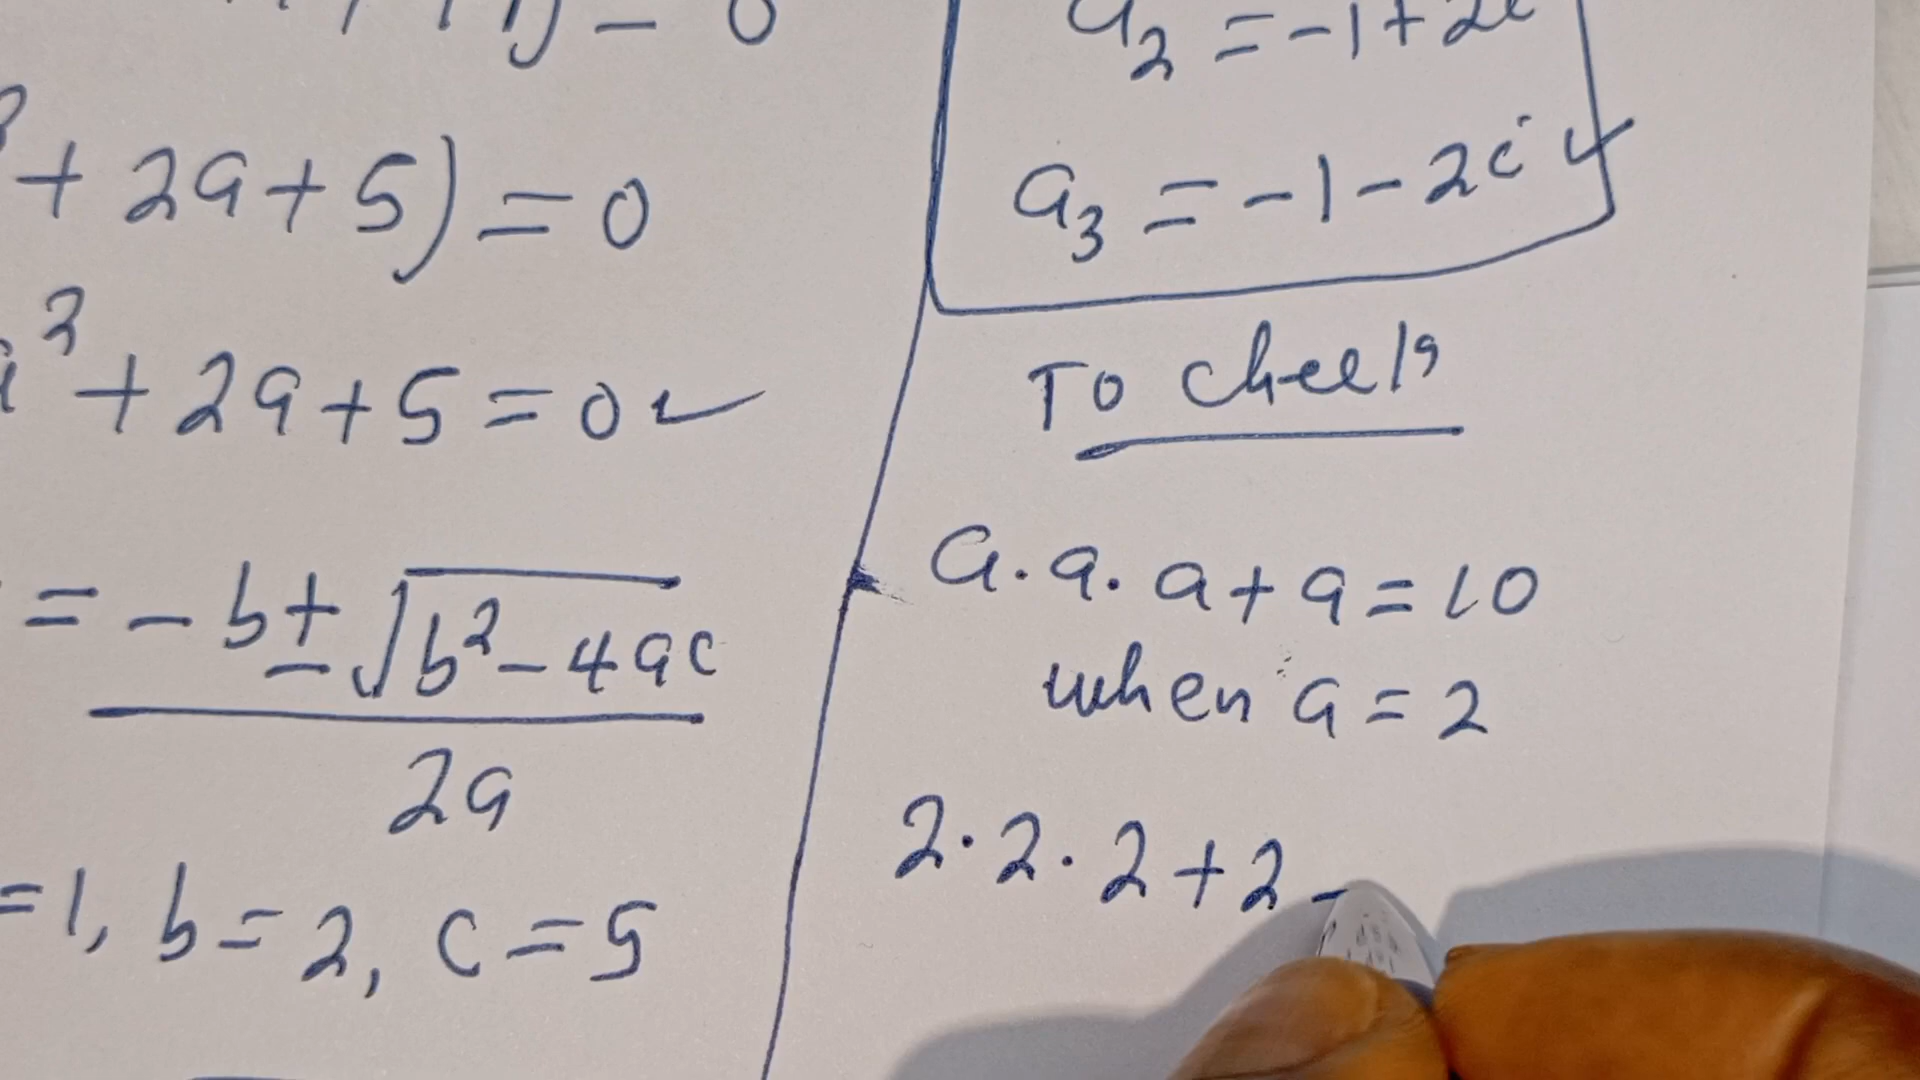 + 2a + 5) = 0
² + 2a + 5 = 0
= -b ± √(b² - 4ac)
2a
= 1, b = 2, c = 5
a₂ = -1 + 2i
a₃ = -1 - 2i ✓
To check
a.a.a + a = 10
when a = 2
2.2.2 + 2 -